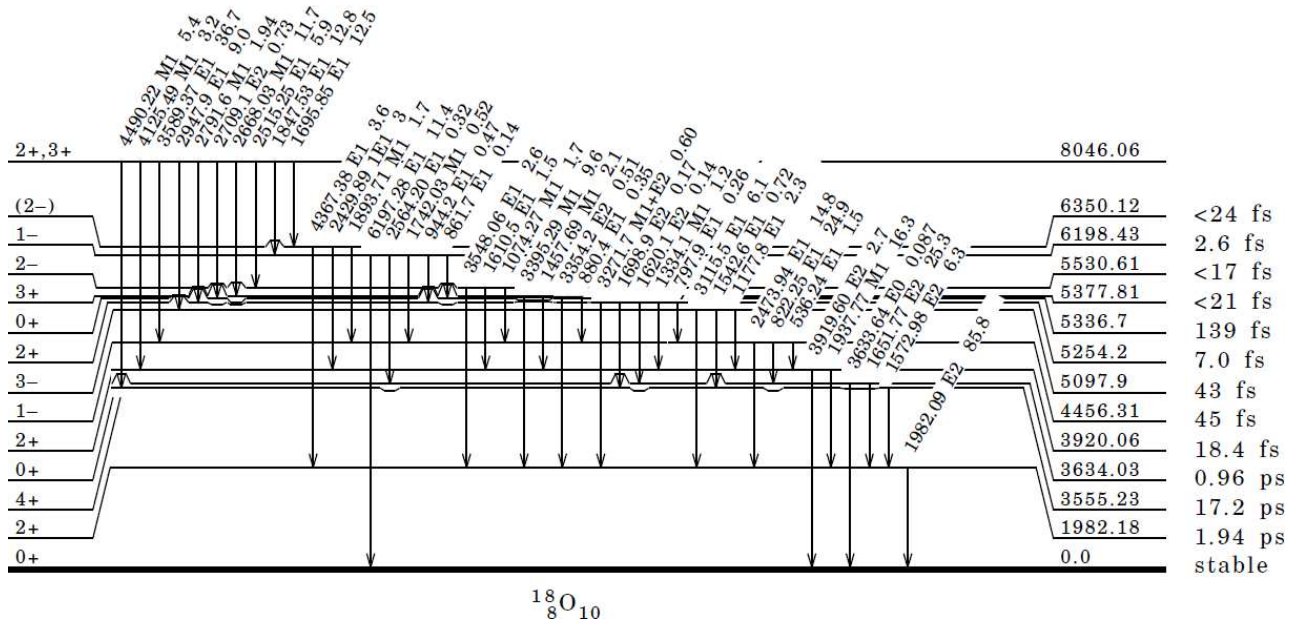 4490.22 M1 5.4
4125.49 M1 3.2
3589.37 E1 36.7
2947.9 E1 9.0
2791.6 M1 1.94
2709.1 E2 0.73
2668.03 M1 11.7
2515.25 E1 5.9
1847.53 E1 12.8
1695.85 E1 12.5
4367.38 E1 3.6
2429.89 1E1 3
1893.71 M1 1.7
6197.28 E1 11.4
2564.20 E1 0.32
1742.03 M1 0.52
944.2 E1 0.47
861.7 E1 0.14
3548.06 E1 2.6
1610.5 E1 1.5
1074.27 M1 1.7
3395.29 M1 9.6
1457.69 M1 2.1
3354.2 E2 0.51
880.4 E1 0.35
3271.7 M1+E2 0.60
1698.9 E2 0.17
1620.1 E2 0.14
1334.1 M1 1.2
797.9 E1 0.26
3115.5 E1 6.1
1542.6 E1 0.72
1177.8 E1 2.3
2473.94 E1 14.8
822.25 E1 24.9
536.24 E1 1.5
3919.60 E2 2.7
1937.77 M1 16.3
3633.64 E0 0.087
1651.77 E2 25.3
1572.98 E2 6.3
1982.09 E2 85.8
2+,3+ 8046.06
(2−) 6350.12 <24 fs
1− 6198.43 2.6 fs
2− 5530.61 <17 fs
3+ 5377.81 <21 fs
0+ 5336.7 139 fs
2+ 5254.2 7.0 fs
3− 5097.9 43 fs
1− 4456.31 45 fs
2+ 3920.06 18.4 fs
0+ 3634.03 0.96 ps
4+ 3555.23 17.2 ps
2+ 1982.18 1.94 ps
0+ 0.0 stable
¹⁸₈O₁₀